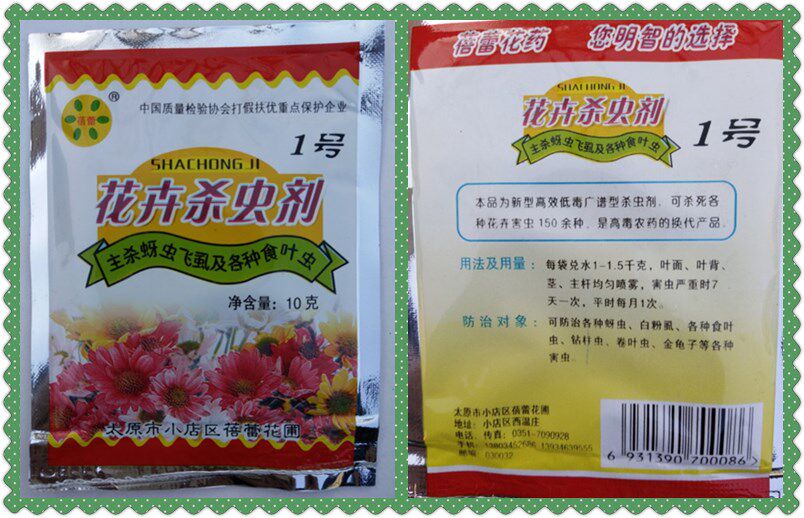 蓓蕾
®
中国质量检验协会打假扶优重点保护企业
1号
SHACHONG JI
花卉杀虫剂
主杀蚜虫飞虱及各种食叶虫
净含量：10克
太原市小店区蓓蕾花圃
蓓蕾花药 您明智的选择
SHACHONG JI
花卉杀虫剂
1号
主杀蚜虫飞虱及各种食叶虫
本品为新型高效低毒广谱型杀虫剂，可杀死各
种花卉害虫150余种，是高毒农药的换代产品。
用法及用量： 每袋兑水1-1.5千克，叶面、叶背、
茎、主杆均匀喷雾，害虫严重时7
天一次，平时每月1次。
防治对象： 可防治各种蚜虫、白粉虱、各种食叶
虫、钻柱虫、卷叶虫、金龟子等各种
害虫。
太原市小店区蓓蕾花圃
地址：小店区西温庄
电话，传真：0351-7090928
手机：13803452686 13934639555
邮编 030032
6 931390 700086 >